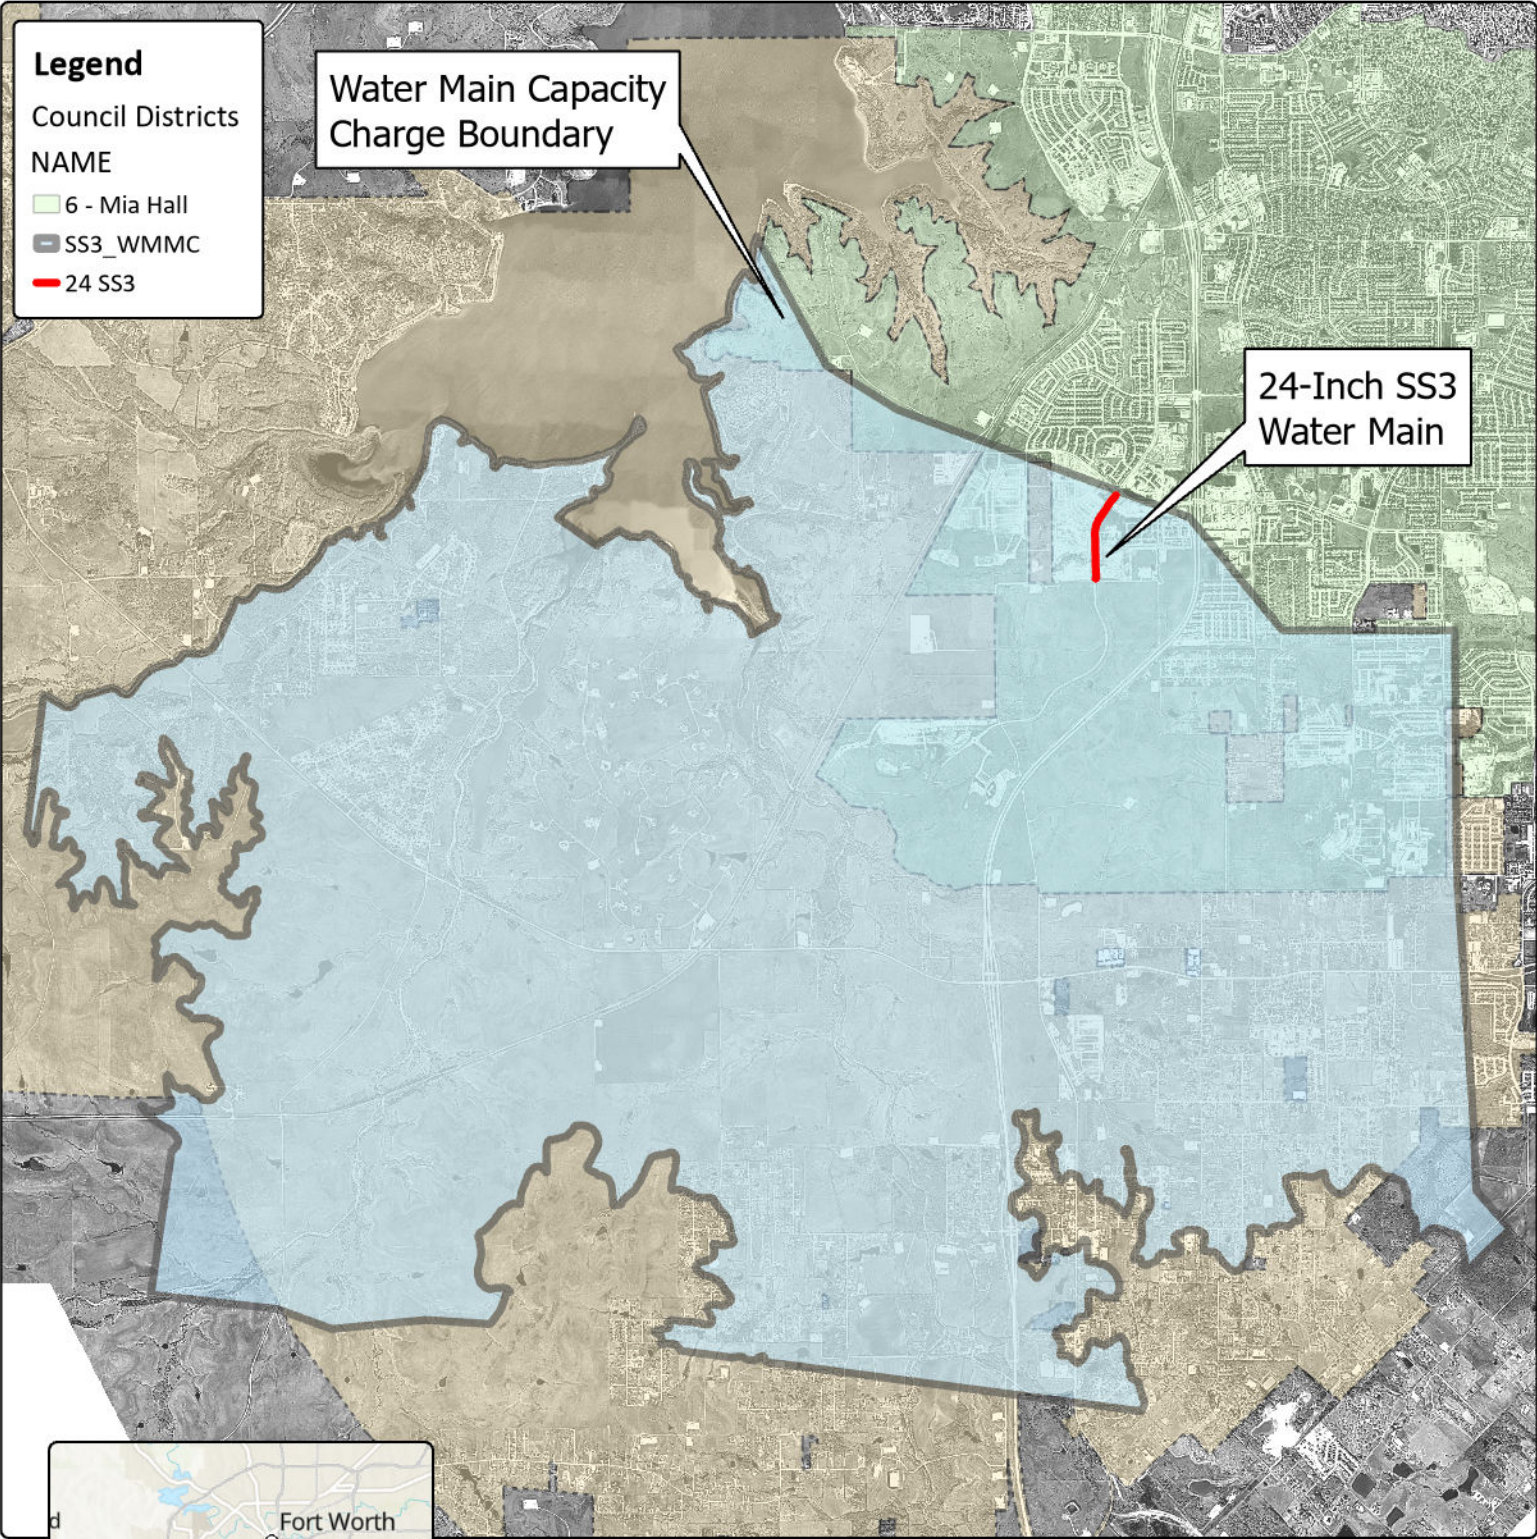 Legend
Council Districts
NAME
6 - Mia Hall
SS3_WMMC
24 SS3
Water Main Capacity
Charge Boundary
24-Inch SS3
Water Main
d
Fort Worth